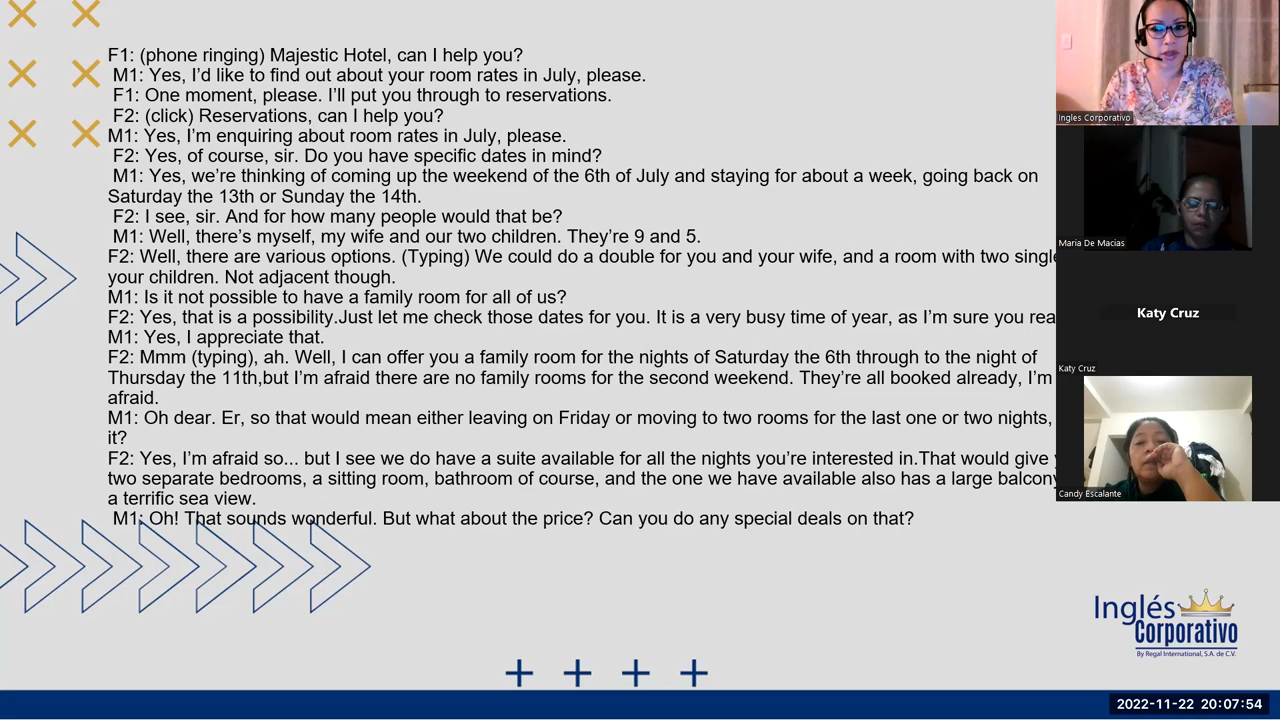 F1: (phone ringing) Majestic Hotel, can I help you?
M1: Yes, I'd like to find out about your room rates in July, please.
F1: One moment, please. I'll put you through to reservations.
F2: (click) Reservations, can I help you?
M1: Yes, I'm enquiring about room rates in July, please.
F2: Yes, of course, sir. Do you have specific dates in mind?
M1: Yes, we're thinking of coming up the weekend of the 6th of July and staying for about a week, going back on
Saturday the 13th or Sunday the 14th.
F2: I see, sir. And for how many people would that be?
M1: Well, there's myself, my wife and our two children. They're 9 and 5.
F2: Well, there are various options. (Typing) We could do a double for you and your wife, and a room with two
your children. Not adjacent though.
M1: Is it not possible to have a family room for all of us?
F2: Yes, that is a possibility.Just let me check those dates for you. It is a very busy time of year, as I'm sure you
M1: Yes, I appreciate that.
F2: Mmm (typing), ah. Well, I can offer you a family room for the nights of Saturday the 6th through to the night of
Thursday the 11th,but I'm afraid there are no family rooms for the second weekend. They're all booked already, I'm
afraid.
M1: Oh dear. Er, so that would mean either leaving on Friday or moving to two rooms for the last one or two nights,
it?
F2: Yes, I'm afraid so... but I see we do have a suite available for all the nights you're interested in.That would give
two separate bedrooms, a sitting room, bathroom of course, and the one we have available also has a large balcony
a terrific sea view.
M1: Oh! That sounds wonderful. But what about the price? Can you do any special deals on that?
Ingles Corporativo
Maria De Macias
Katy Cruz
Katy Cruz
Candy Escalante
Inglés
Corporativo
By Regal International, S.A. de C.V.
2022-11-22 20:07:54